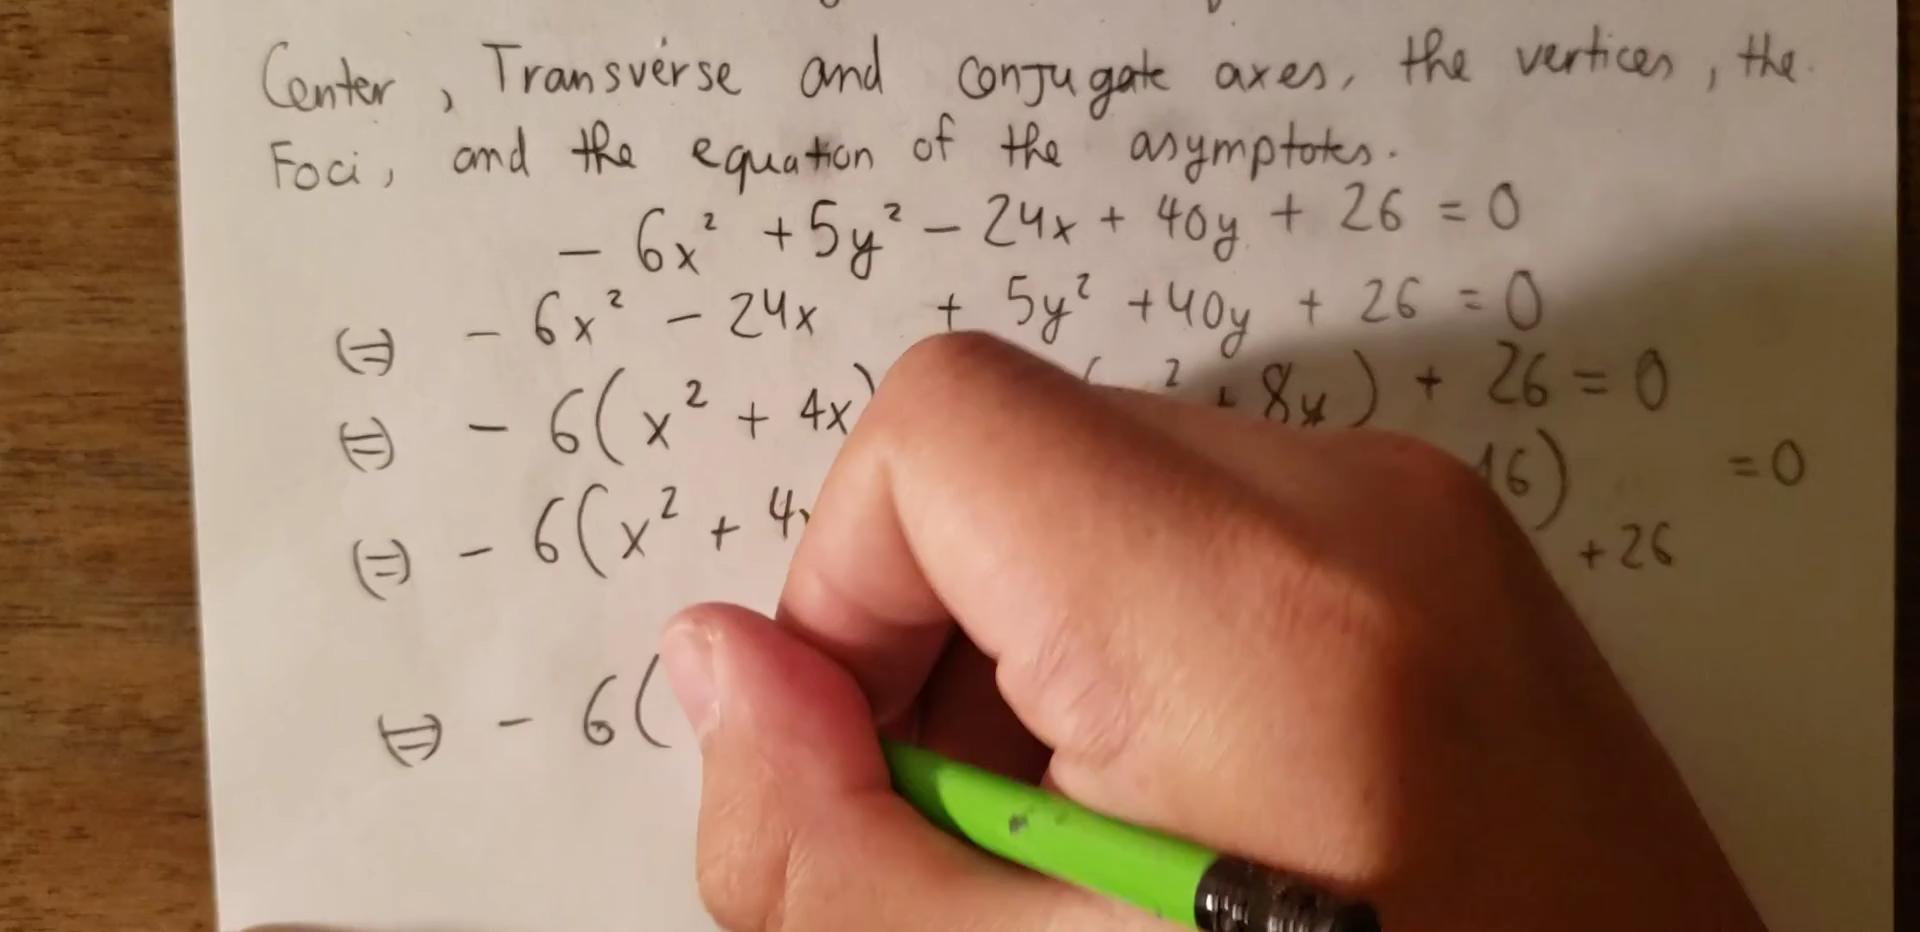 Center, Transverse and conjugate axes, the vertices, the
Foci, and the equation of the asymptotes.
- 6x² + 5y² - 24x + 40y + 26 = 0
(=) - 6x² - 24x + 5y² + 40y + 26 = 0
(=) - 6(x² + 4x) ( ² + 8y) + 26 = 0
(=) - 6(x² + 4 16) = 0
+ 26
(=) - 6(